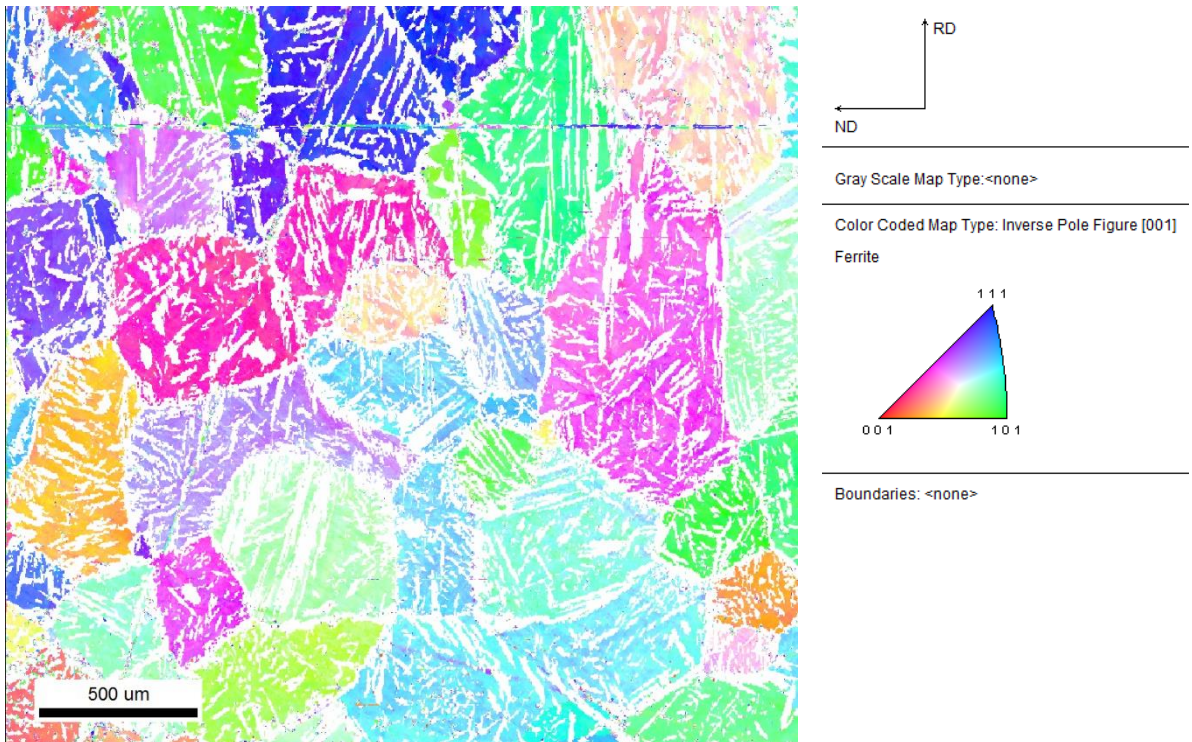 RD
ND
Gray Scale Map Type:<none>
Color Coded Map Type: Inverse Pole Figure [001]
Ferrite
1 1 1
0 0 1
1 0 1
Boundaries: <none>
500 um